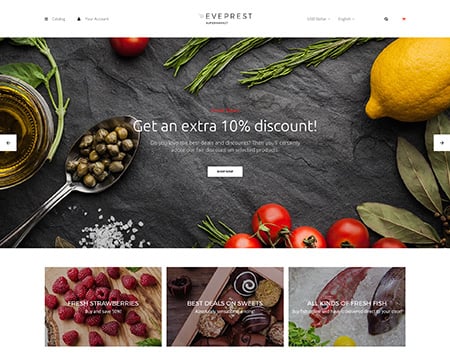 Catalog
Your Account
EVEPREST
SUPERMARKET
USD Dollar
English
Get an extra 10% discount!
Do you love the best deals and discounts? Then you'll certainly
adore our fair discount on selected products.
SHOP NOW
FRESH STRAWBERRIES
Buy and save 50%!
BEST DEALS ON SWEETS
Absolutely sensational pricing!
ALL KINDS OF FRESH FISH
Buy fish online and have it delivered direct to your door!